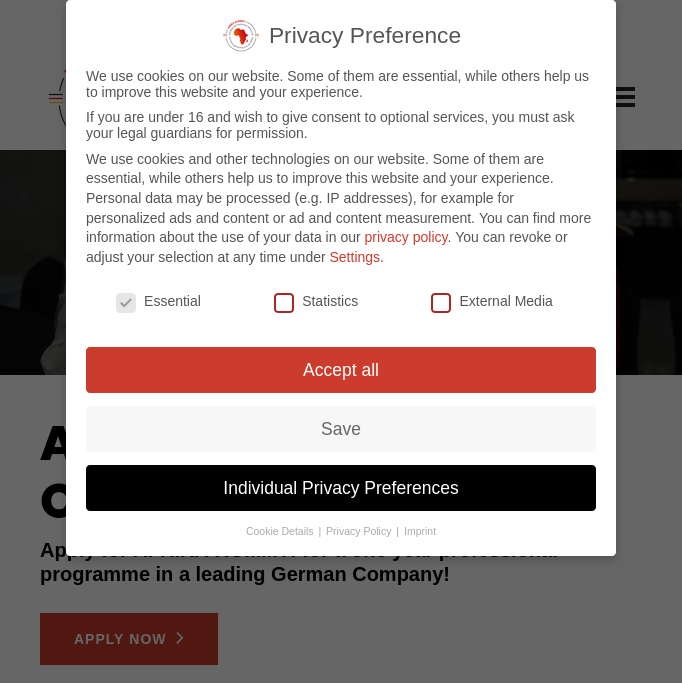 Privacy Preference
We use cookies on our website. Some of them are essential, while others help us
to improve this website and your experience.
If you are under 16 and wish to give consent to optional services, you must ask
your legal guardians for permission.
We use cookies and other technologies on our website. Some of them are
essential, while others help us to improve this website and your experience.
Personal data may be processed (e.g. IP addresses), for example for
personalized ads and content or ad and content measurement. You can find more
information about the use of your data in our privacy policy. You can revoke or
adjust your selection at any time under Settings.
Essential
Statistics
External Media
Accept all
Save
Individual Privacy Preferences
Cookie Details | Privacy Policy | Imprint
programme in a leading German Company!
APPLY NOW